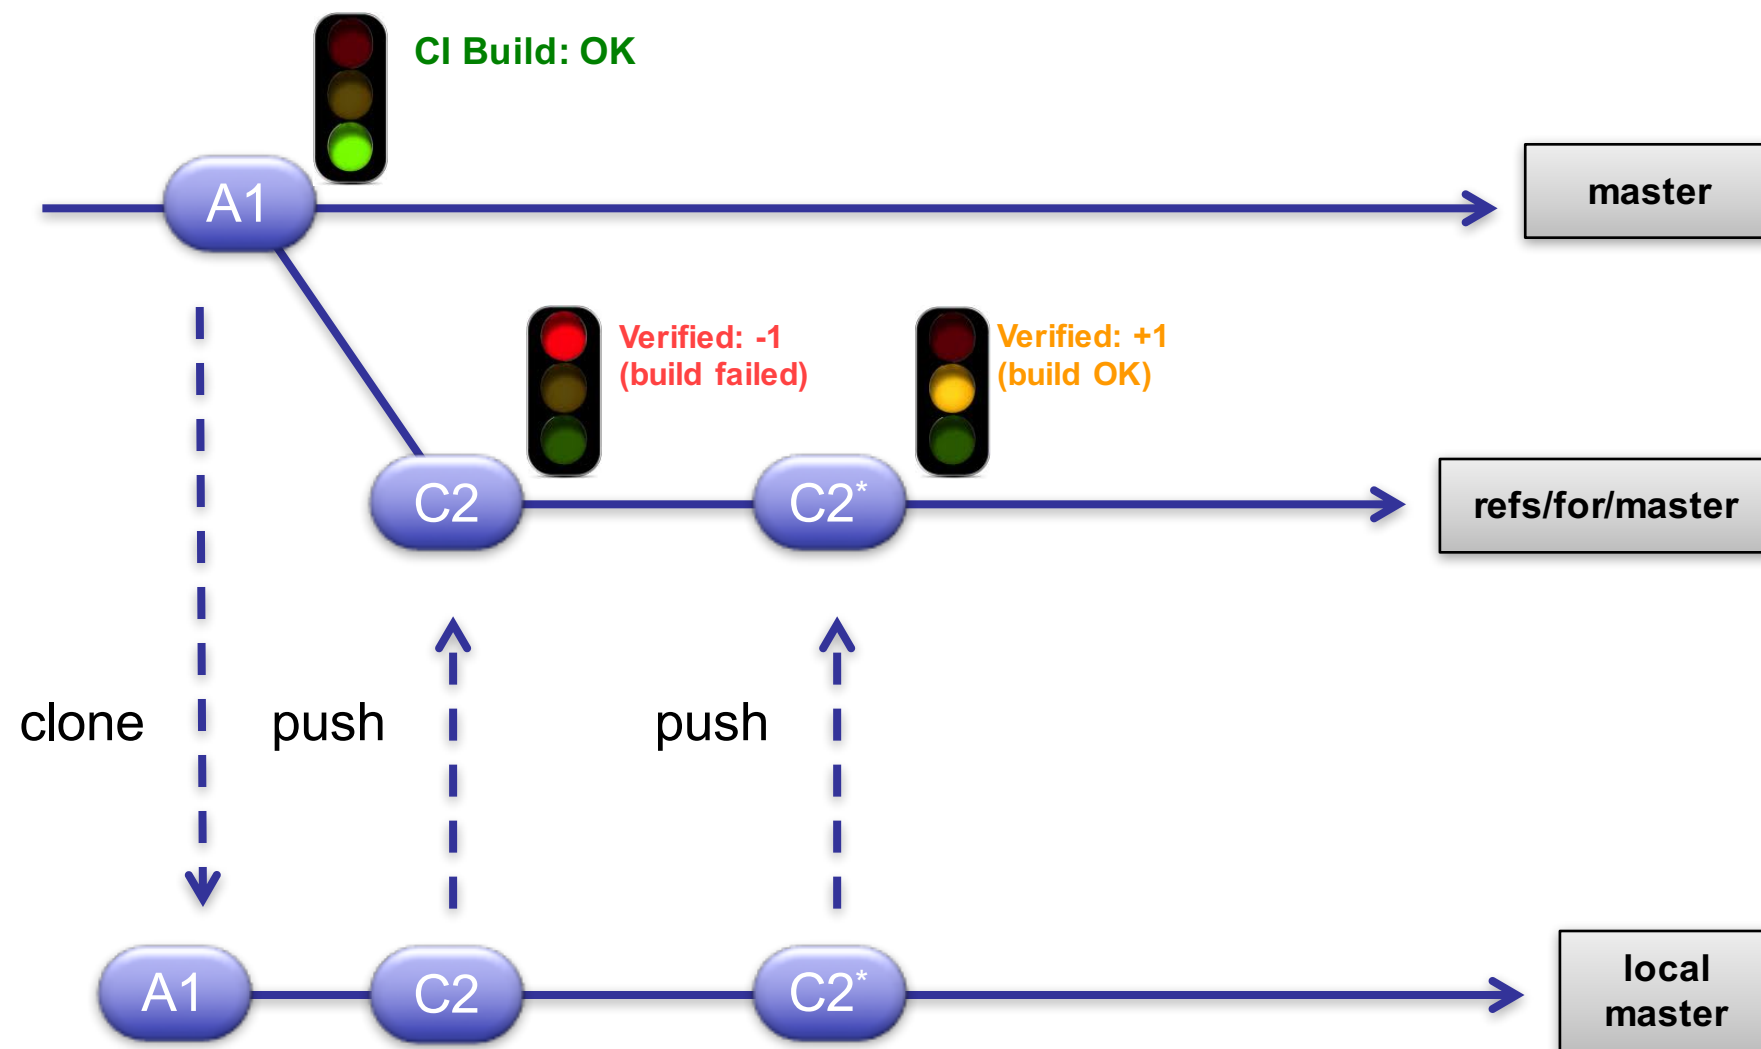 CI Build: OK
A1
master
Verified: -1
(build failed)
Verified: +1
(build OK)
C2
C2*
refs/for/master
clone
push
push
A1
C2
C2*
local
master